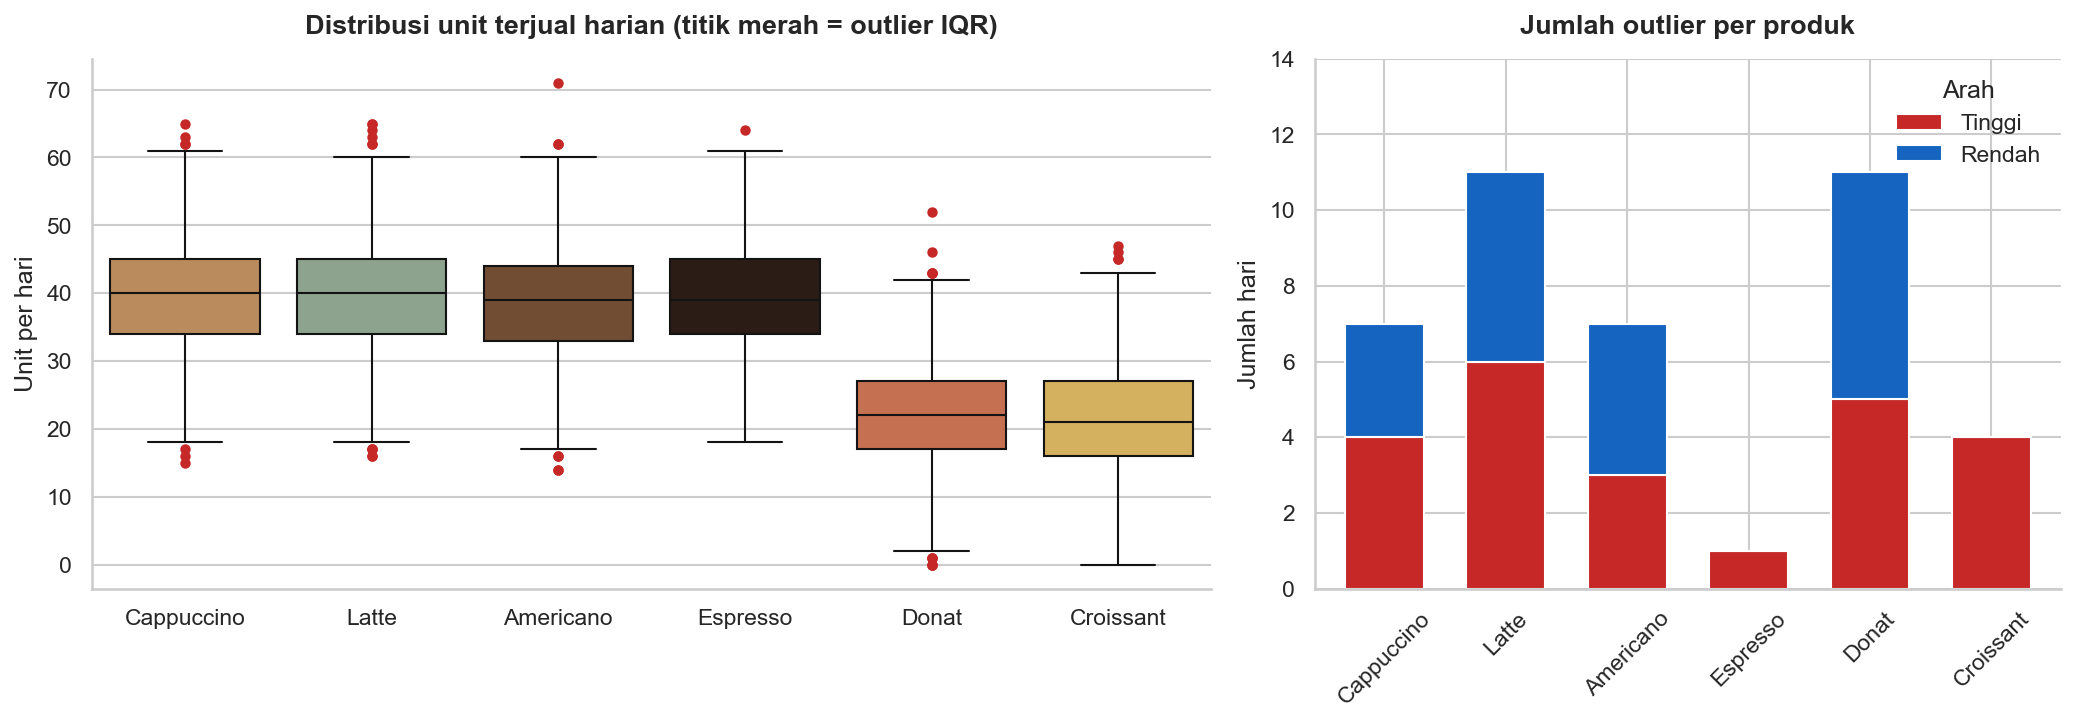 Distribusi unit terjual harian (titik merah = outlier IQR)
Unit per hari
70
60
50
40
30
20
10
0
Cappuccino Latte Americano Espresso Donat Croissant
Jumlah outlier per produk
Jumlah hari
14
12
10
8
6
4
2
0
Arah
Tinggi
Rendah
Cappuccino Latte Americano Espresso Donat Croissant